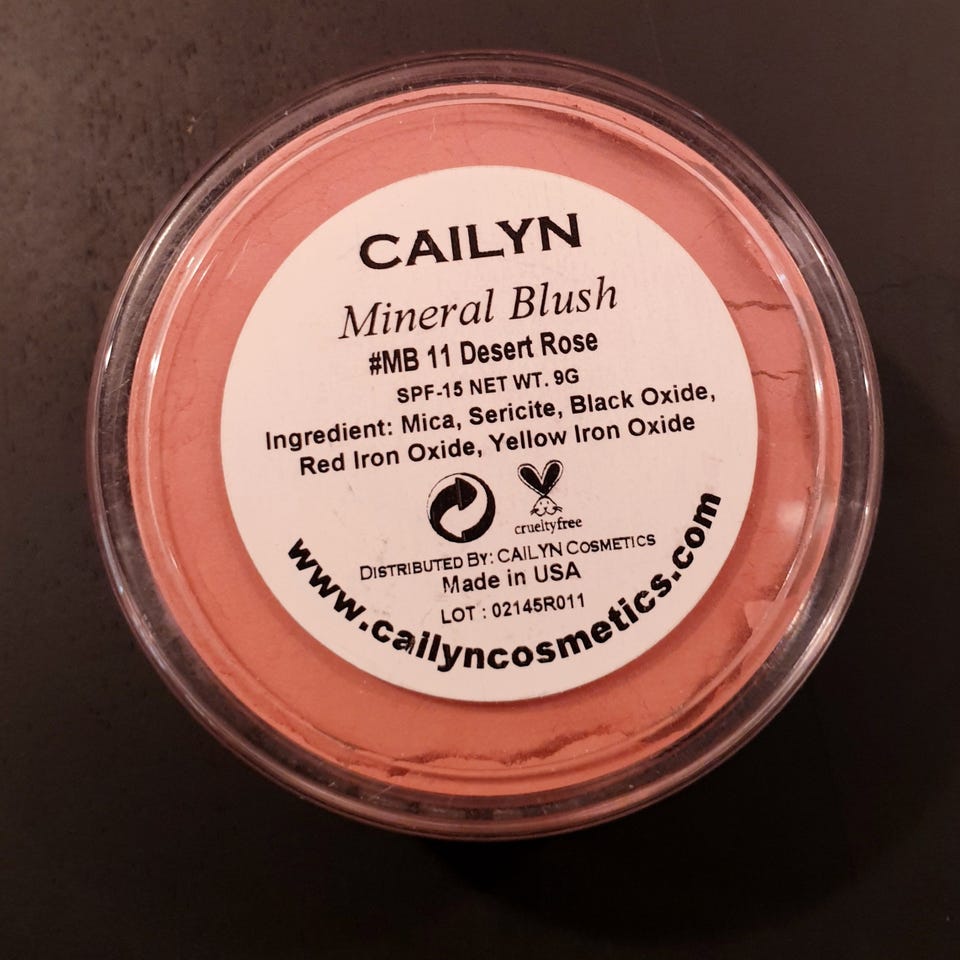 CAILYN
Mineral Blush
#MB 11 Desert Rose
SPF-15 NET WT. 9G
Ingredient: Mica, Sericite, Black Oxide,
Red Iron Oxide, Yellow Iron Oxide
crueltyfree
DISTRIBUTED BY: CAILYN COSMETICS
Made in USA
LOT : 02145R011
www.cailyncosmetics.com